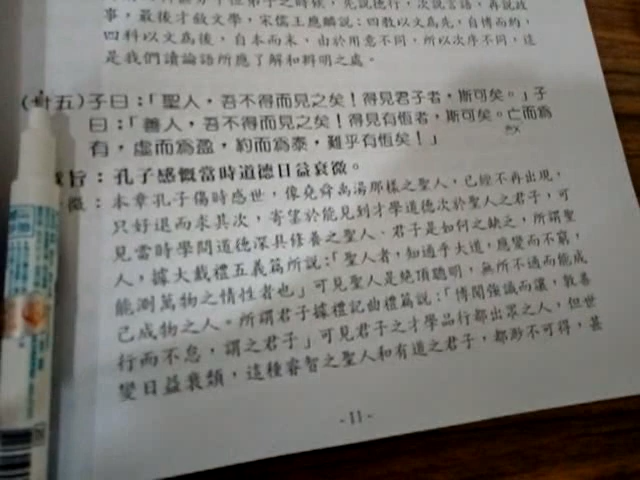 事，最後才敘文學，宋儒王應麟說：四教以文為先，自博而約，
四科以文為後，自本而末，由於用意不同，所以次序不同，這
是我們讀論語所應了解和辨明之處。
(廿五)子曰：「聖人，吾不得而見之矣！得見君子者，斯可矣。」子
曰：「善人，吾不得而見之矣！得見有恆者，斯可矣。亡而為
有，虛而為盈，約而為泰，難乎有恆矣！」
旨：孔子感慨當時道德日益衰微。
微：本章孔子傷時感世，像堯舜禹湯那樣之聖人，已經不再出現，
只好退而求其次，寄望於能見到才學道德次於聖人之君子，可
見當時學問道德深具修養之聖人、君子是如何之缺乏，所謂聖
人，據大戴禮五義篇所說：「聖人者，知通乎大道，應變而不窮，
能測萬物之情性者也」可見聖人是絕頂聰明，無所不通而能成
己成物之人。所謂君子據禮記曲禮篇說：「博聞強識而讓，敦善
行而不怠，謂之君子」可見君子之才學品行都出眾之人，但世
變日益衰頹，這種睿智之聖人和有道之君子，都渺不可得，甚
-11-